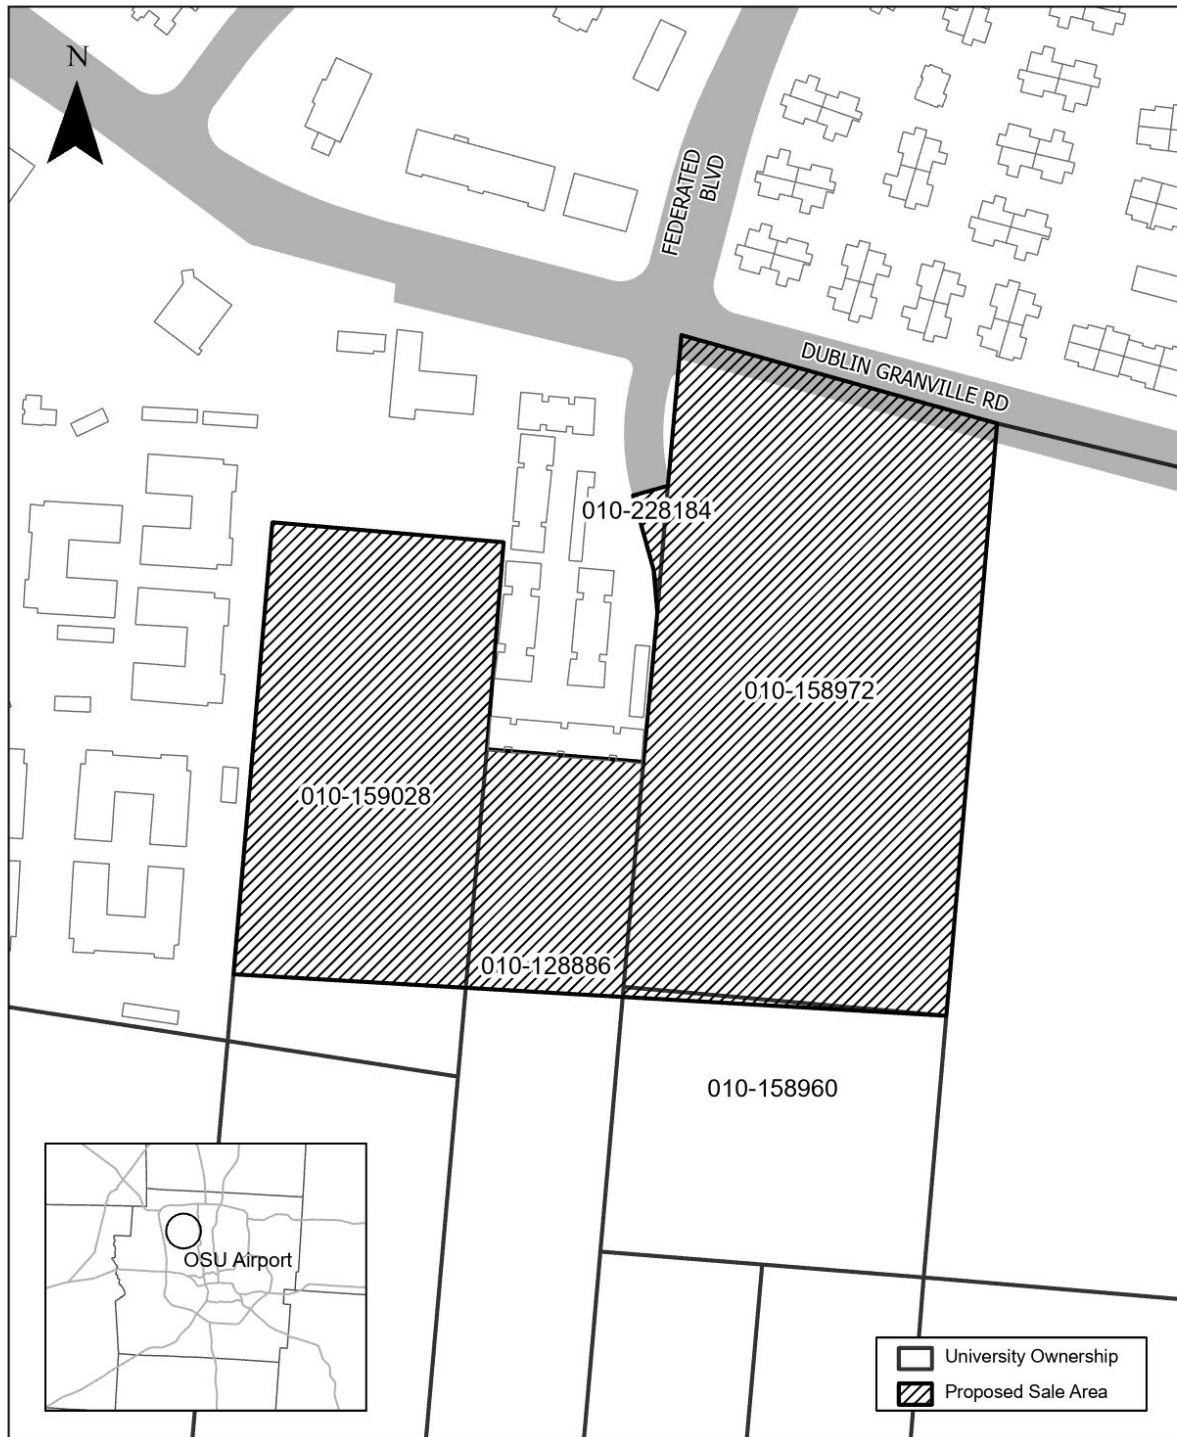 N
FEDERATED
BLVD
DUBLIN GRANVILLE RD
010-228184
010-158972
010-159028
010-128886
010-158960
OSU Airport
University Ownership
Proposed Sale Area